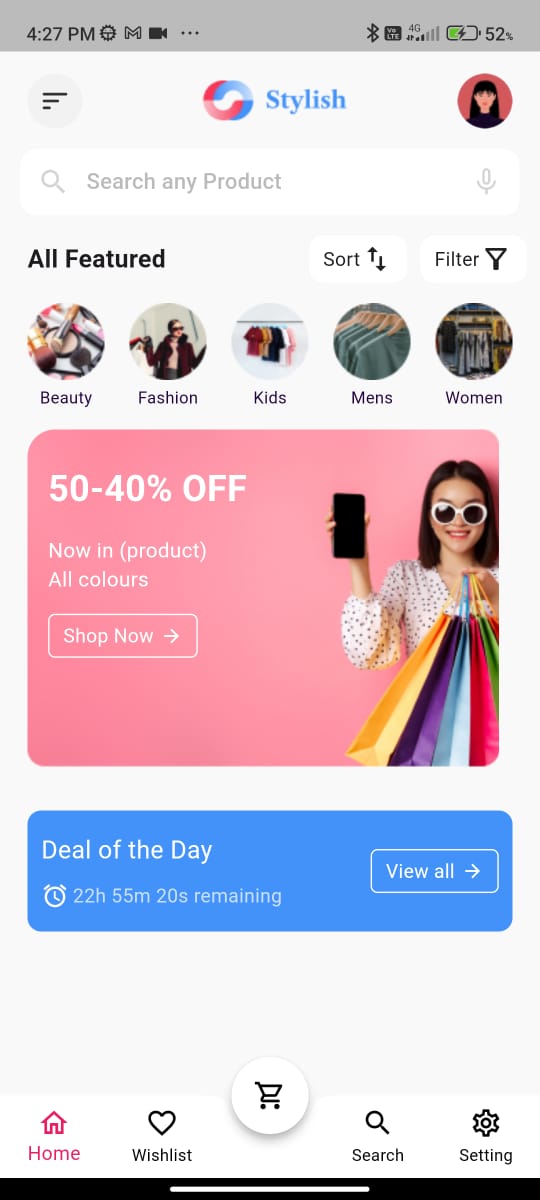 4:27 PM
Vo LTE 4G 52%
Stylish
Search any Product
All Featured
Sort
Filter
Beauty
Fashion
Kids
Mens
Women
50-40% OFF
Now in (product)
All colours
Shop Now
Deal of the Day
22h 55m 20s remaining
View all
Home
Wishlist
Search
Setting